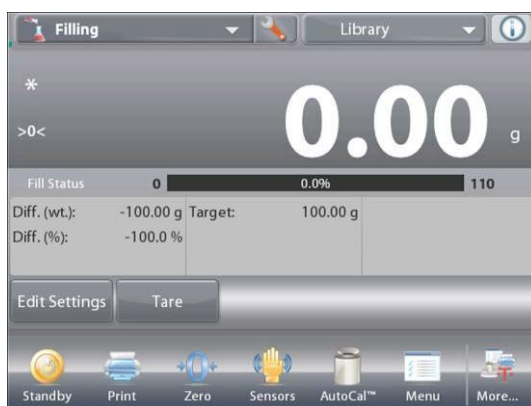 Filling
Library
*
>0<
0.00 g
Fill Status 0 0.0% 110
Diff. (wt.): -100.00 g Target: 100.00 g
Diff. (%): -100.0 %
Edit Settings Tare
Standby Print Zero Sensors AutoCal™ Menu More...